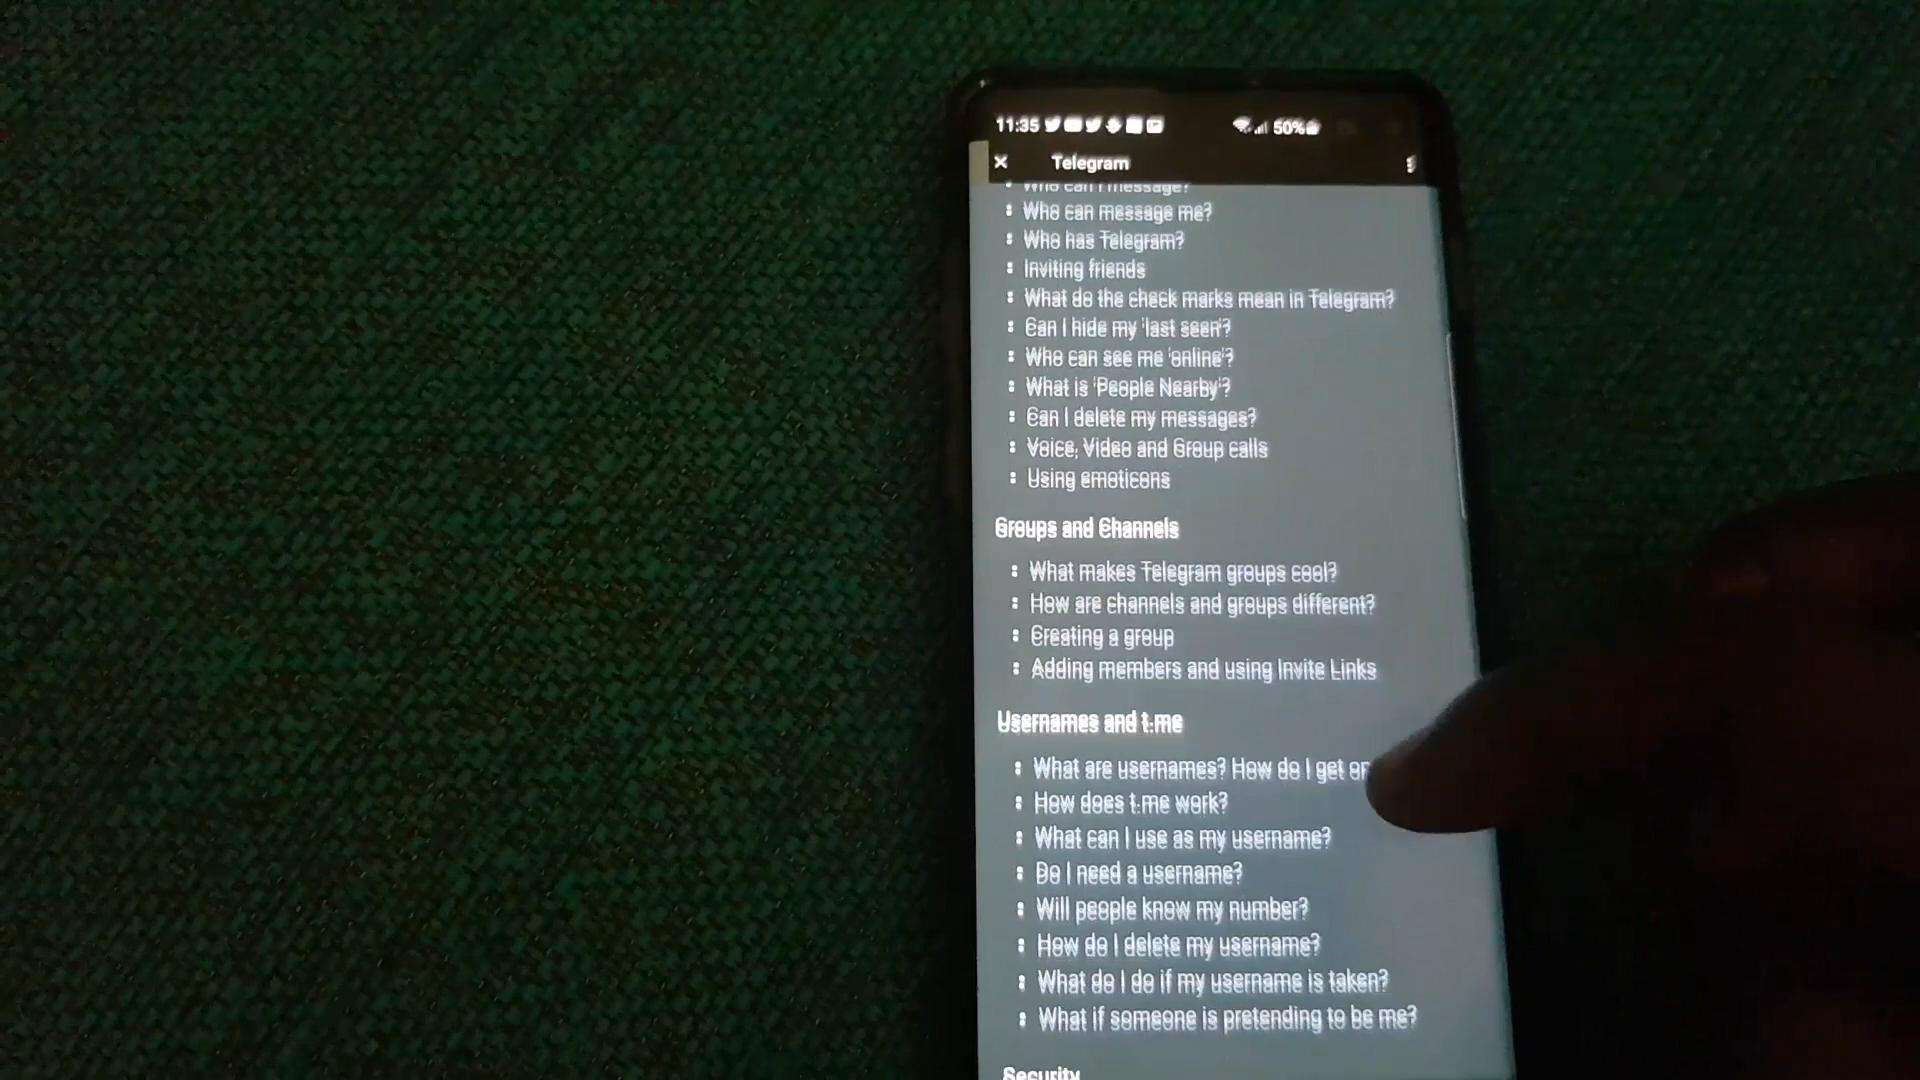 11:35
50%
Telegram
Who can I message?
Who can message me?
Who has Telegram?
Inviting friends
What do the check marks mean in Telegram?
Can I hide my 'last seen'?
Who can see me 'online'?
What is 'People Nearby'?
Can I delete my messages?
Voice, Video and Group calls
Using emoticons
Groups and Channels
What makes Telegram groups cool?
How are channels and groups different?
Creating a group
Adding members and using Invite Links
Usernames and t.me
What are usernames? How do I get on
How does t.me work?
What can I use as my username?
Do I need a username?
Will people know my number?
How do I delete my username?
What do I do if my username is taken?
What if someone is pretending to be me?
Security